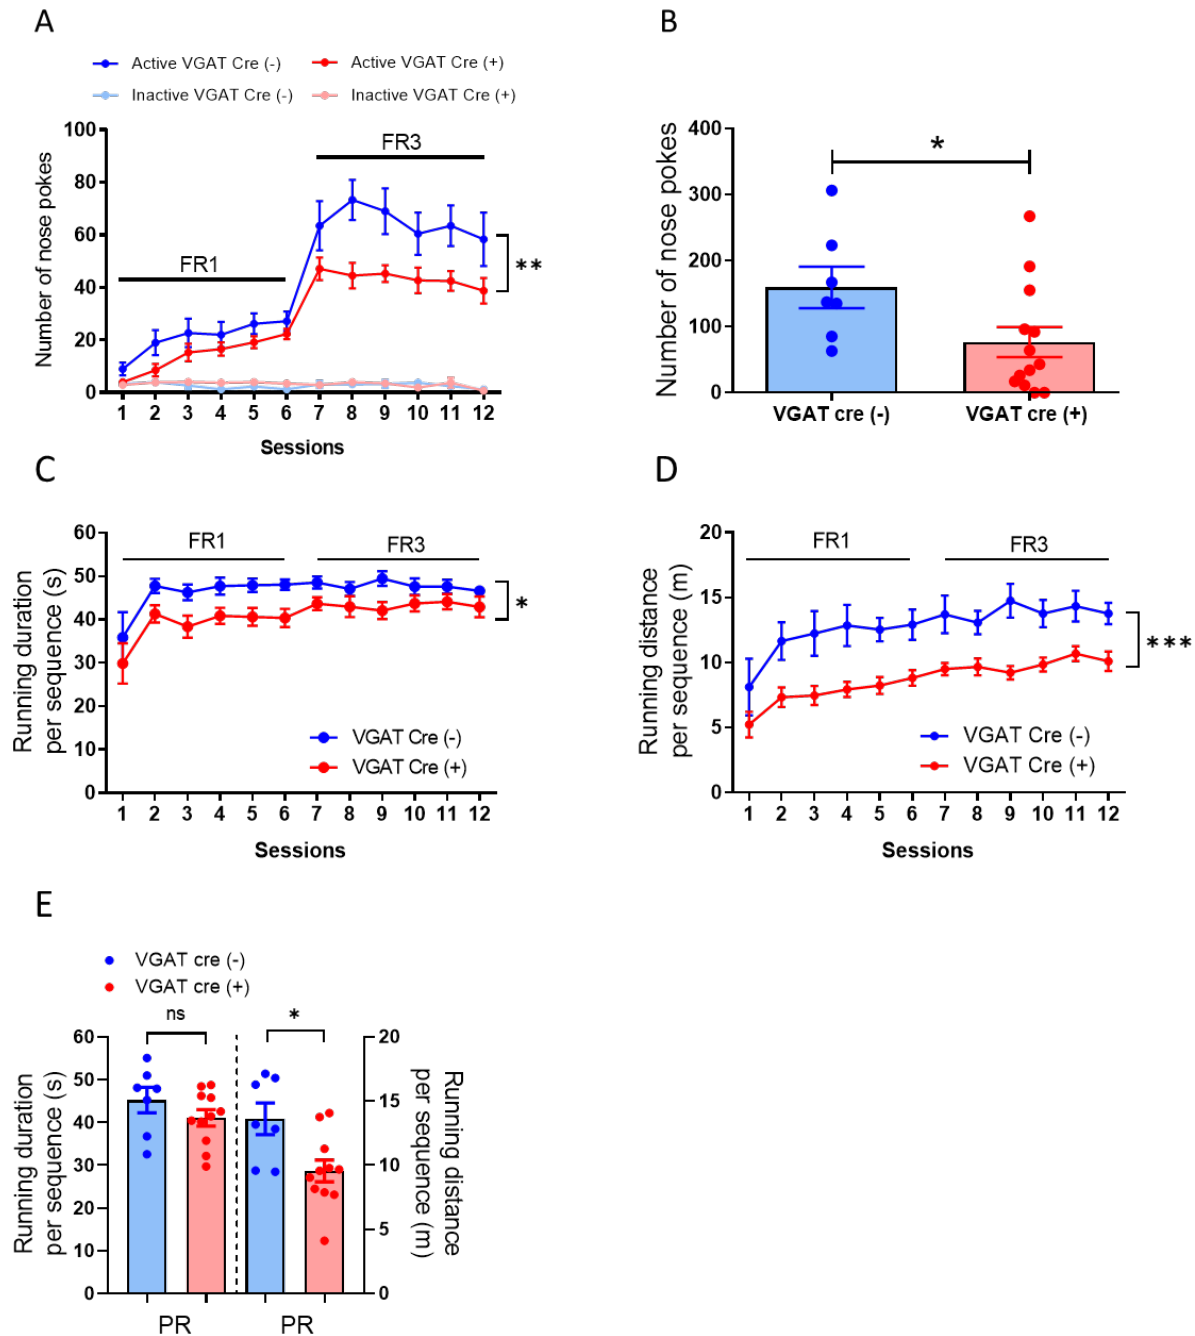 A
Active VGAT Cre (-)
Active VGAT Cre (+)
Inactive VGAT Cre (-)
Inactive VGAT Cre (+)
Number of nose pokes
100
80
60
40
20
0
FR1
FR3
**
1 2 3 4 5 6 7 8 9 10 11 12
Sessions
B
Number of nose pokes
400
300
200
100
0
*
VGAT cre (-)
VGAT cre (+)
C
Running duration
per sequence (s)
60
50
40
30
20
10
0
FR1
FR3
*
VGAT Cre (-)
VGAT Cre (+)
1 2 3 4 5 6 7 8 9 10 11 12
Sessions
D
Running distance
per sequence (m)
20
15
10
5
0
FR1
FR3
***
VGAT Cre (-)
VGAT Cre (+)
1 2 3 4 5 6 7 8 9 10 11 12
Sessions
E
VGAT cre (-)
VGAT cre (+)
ns
*
Running duration
per sequence (s)
60
50
40
30
20
10
0
20
15
10
5
0
Running distance
per sequence (m)
PR
PR